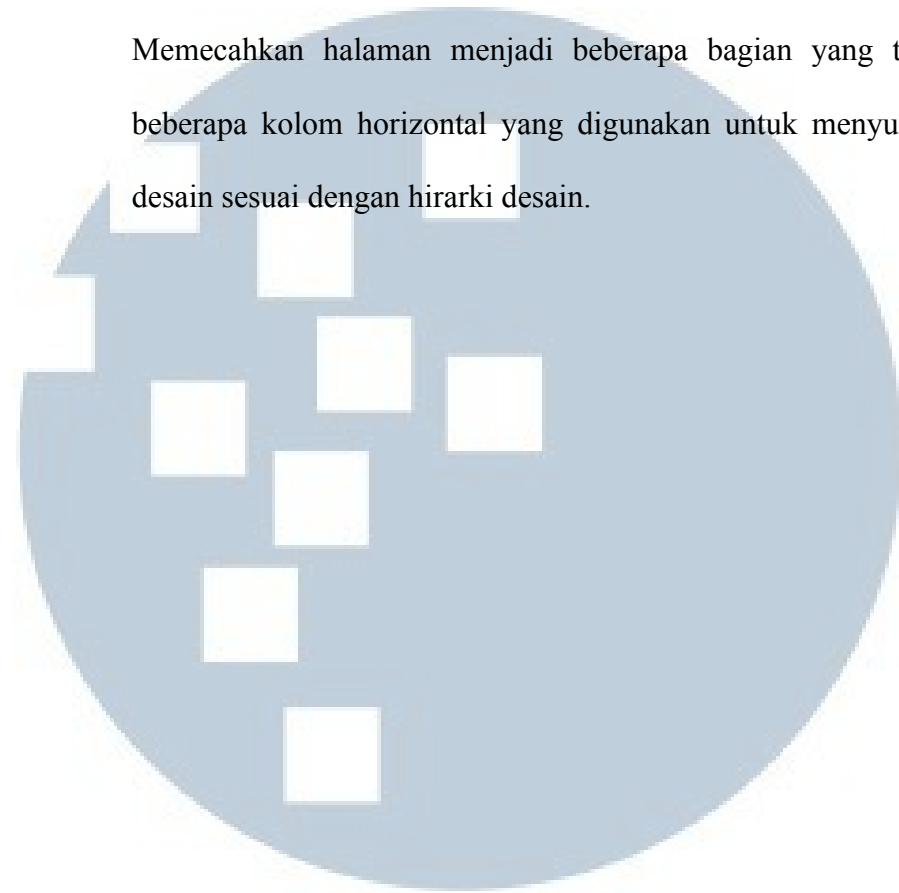 Memecahkan halaman menjadi beberapa bagian yang
beberapa kolom horizontal yang digunakan untuk
desain sesuai dengan hirarki desain.